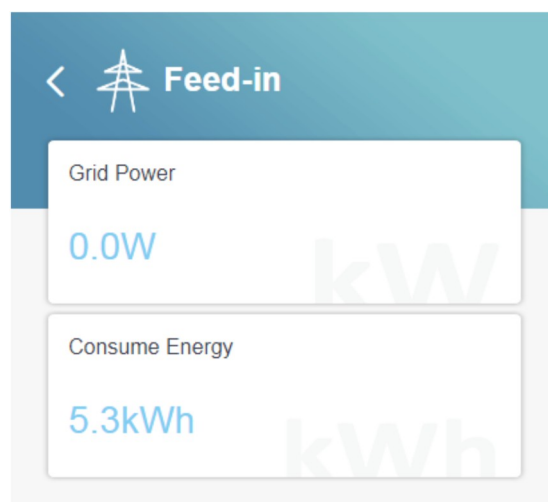 Feed-in
Grid Power
0.0W
kW
Consume Energy
5.3kWh
kWh